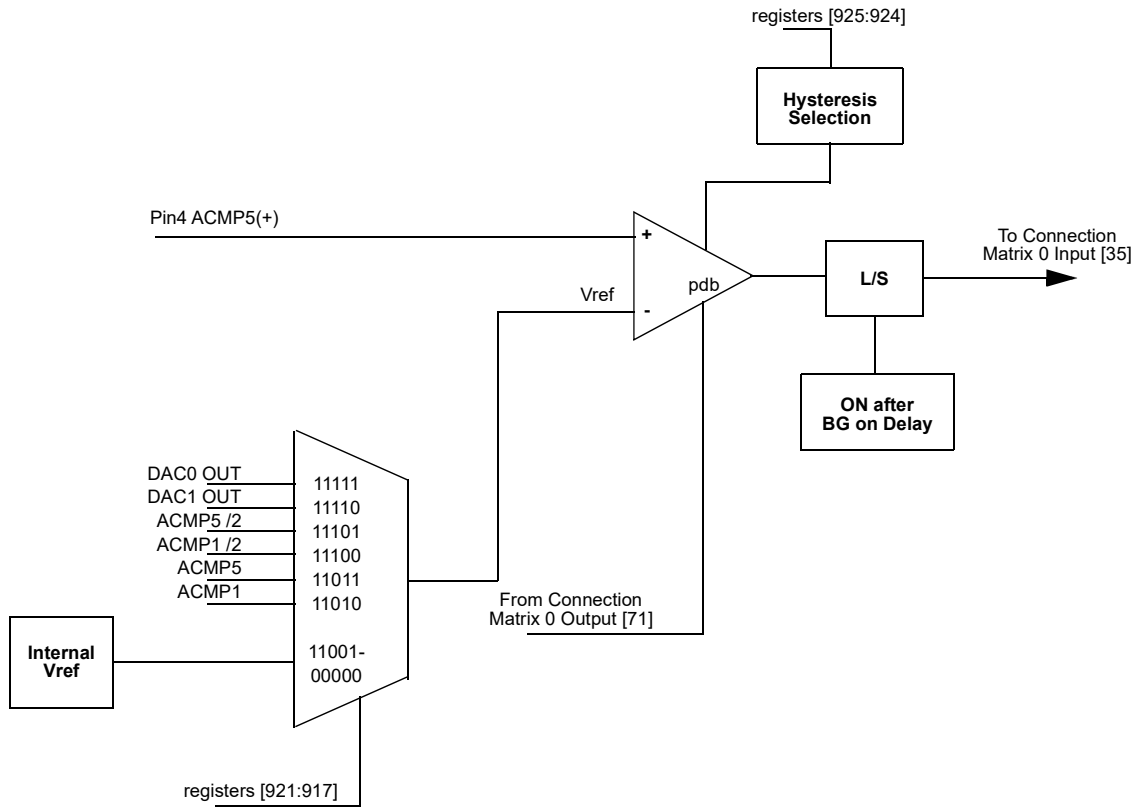 registers [925:924]
Hysteresis
Selection
Pin4 ACMP5(+)
+
To Connection
Matrix 0 Input [35]
L/S
pdb
Vref
-
ON after
BG on Delay
DAC0 OUT
11111
DAC1 OUT
11110
ACMP5 /2
11101
ACMP1 /2
11100
ACMP5
11011
ACMP1
11010
From Connection
Matrix 0 Output [71]
Internal
Vref
11001-
00000
registers [921:917]